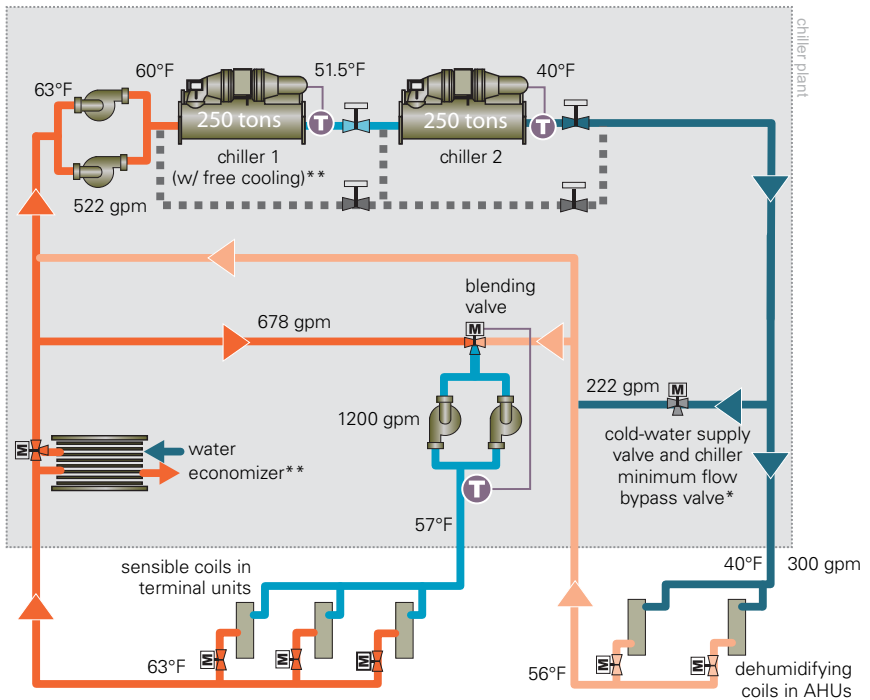 chiller plant
63°F
60°F
51.5°F
40°F
250 tons
250 tons
T
T
chiller 1
(w/ free cooling)**
chiller 2
522 gpm
blending
valve
678 gpm
M
222 gpm
M
1200 gpm
cold-water supply
valve and chiller
minimum flow
bypass valve*
M
water
economizer**
T
57°F
sensible coils in
terminal units
40°F
300 gpm
63°F
M
M
M
56°F
M
M
dehumidifying
coils in AHUs